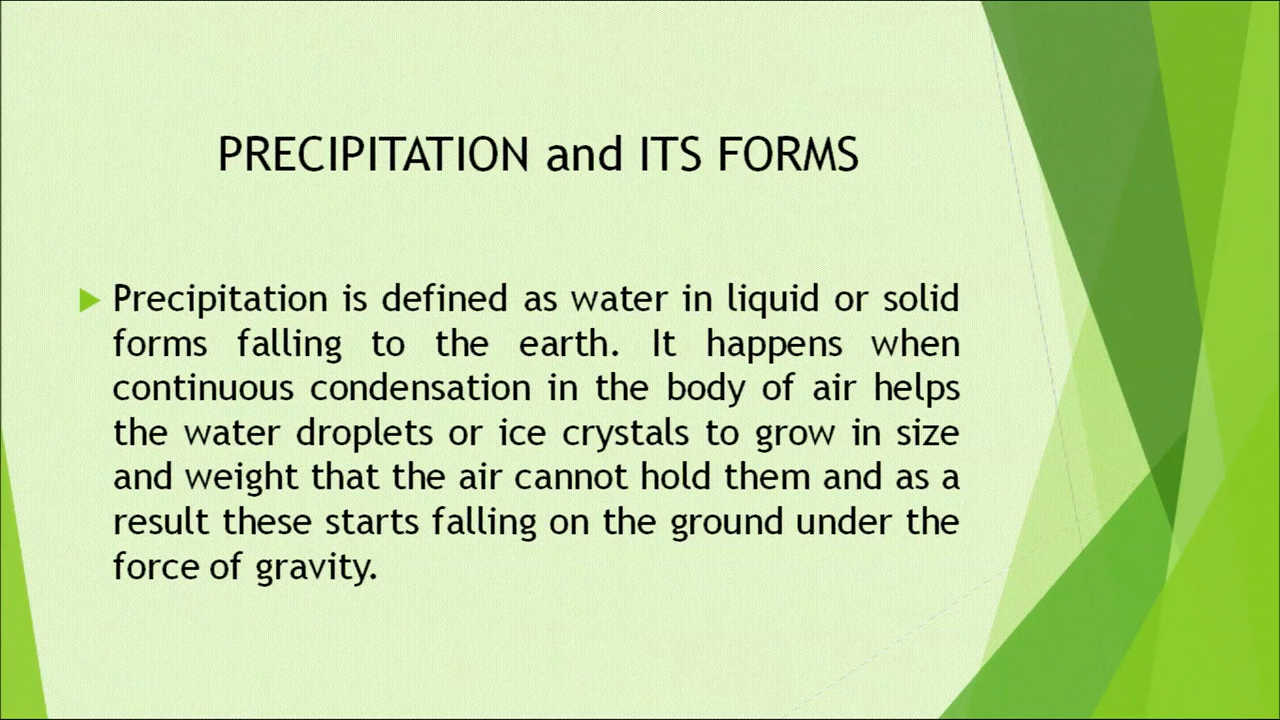 PRECIPITATION and ITS FORMS
Precipitation is defined as water in liquid or solid
forms falling to the earth. It happens when
continuous condensation in the body of air helps
the water droplets or ice crystals to grow in size
and weight that the air cannot hold them and as a
result these starts falling on the ground under the
force of gravity.